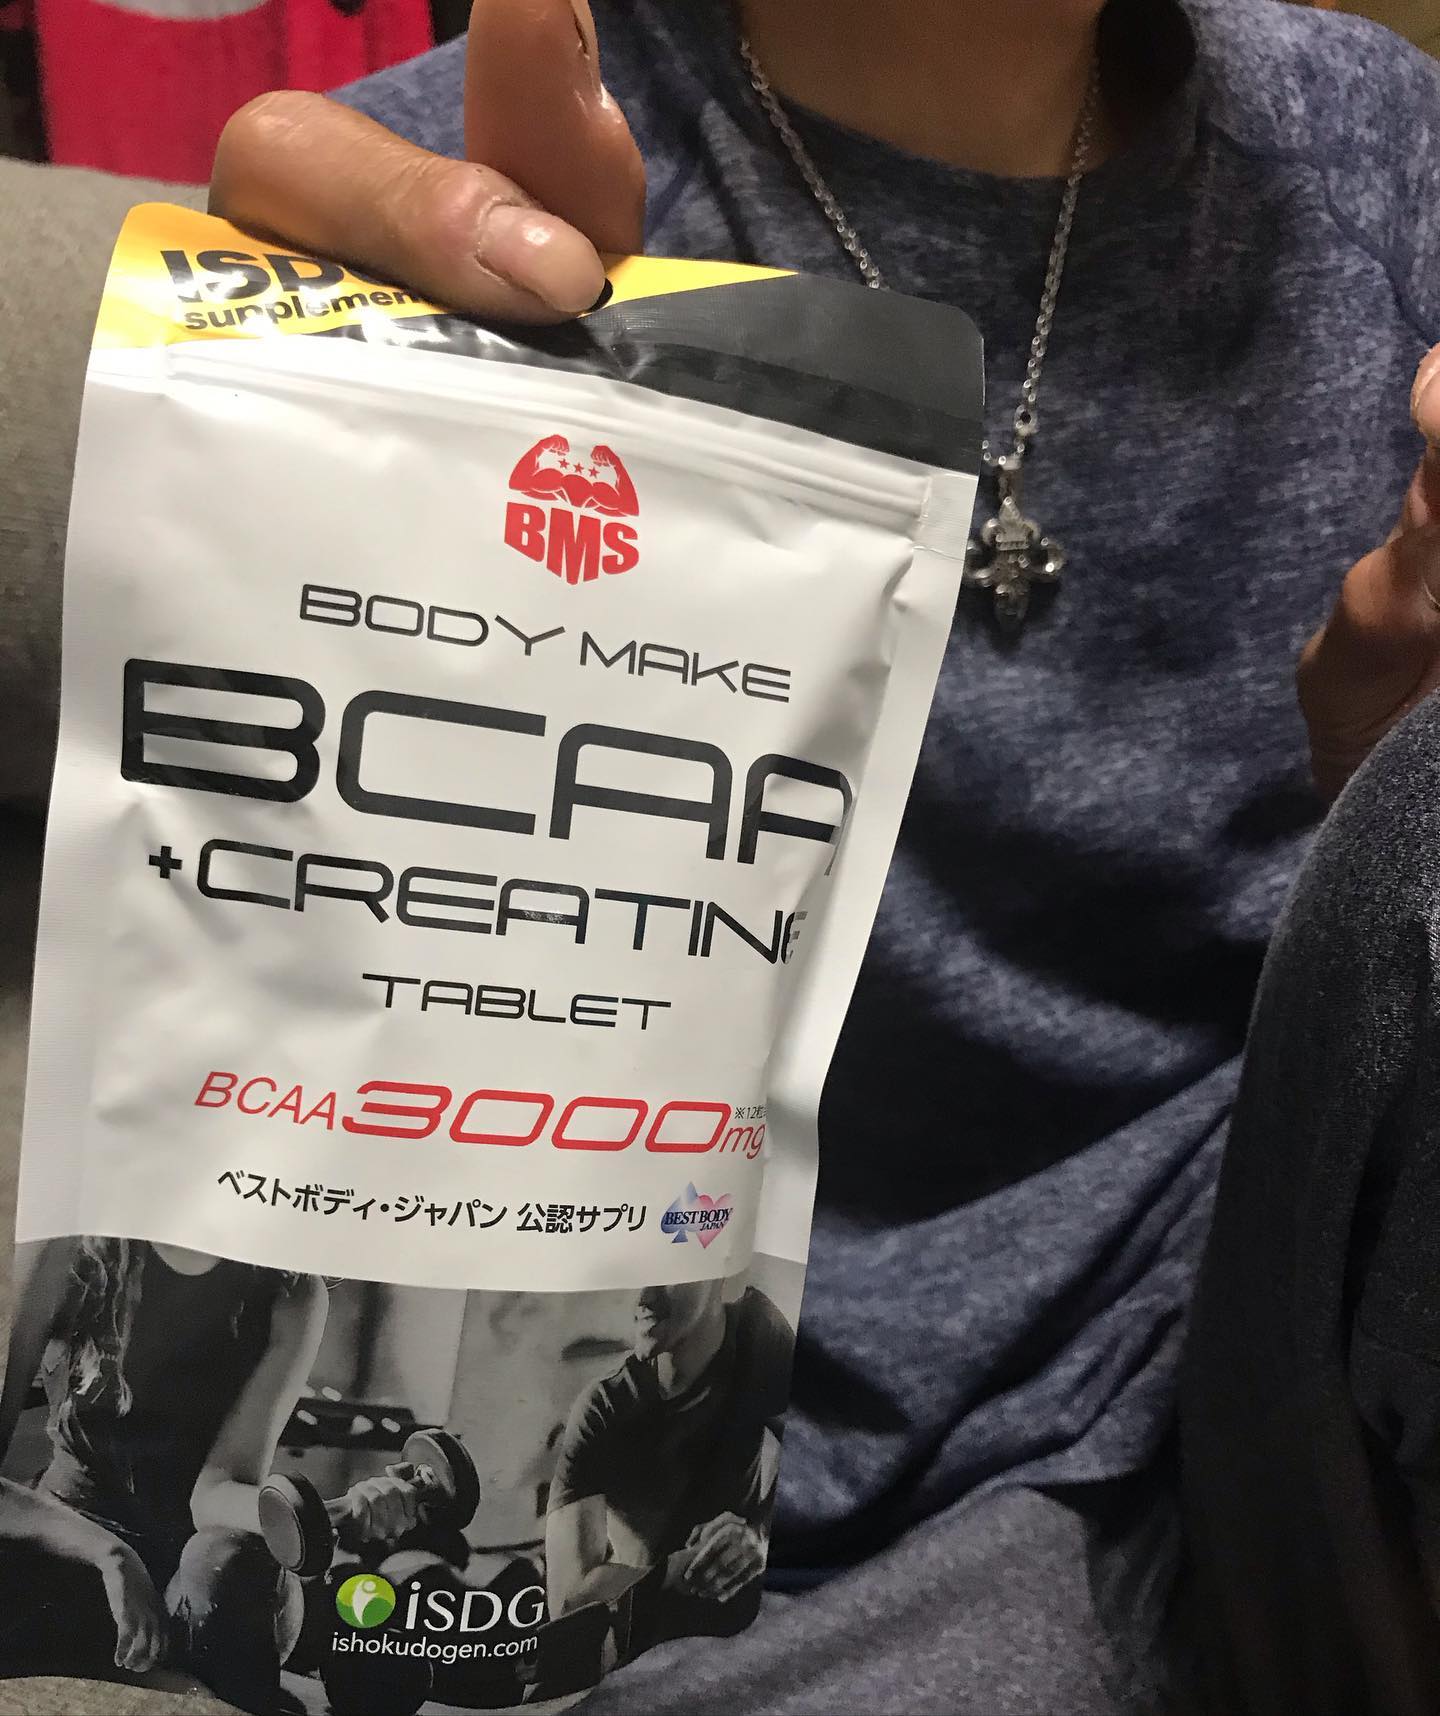 supplement
BMS
BODY MAKE
BCAA
+CREATINE
TABLET
BCAA3000mg
ベストボディ・ジャパン 公認サプリ
BEST BODY
JAPAN
iSDG
ishokudogen.com